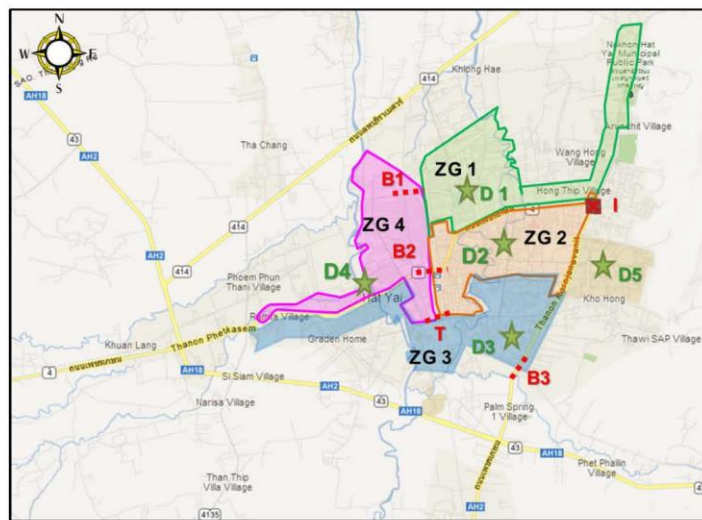 N
W E
S
Nakhon Hat
Yai Municipal
Public Park
AH18
43
AH2
414
Khlong Hae
Tha Chang
Wang Hong
Village
Hong Thip Village
ZG 1
D 1
B1
ZG 4
I
ZG 2
D2
B2
D4
D5
Phoem Phun
Thani Village
414
Hat Yai
Kho Hong
Thanon Phetkasem
Khuan Lang
Graden Home
T
ZG 3
D3
Thawi SAP Village
4
AH18
Si Siam Village
B3
Narisa Village
43
AH2
Palm Spring
1 Village
43
AH18
Phet Phailin
Village
Than Thip
Villa Village
4135